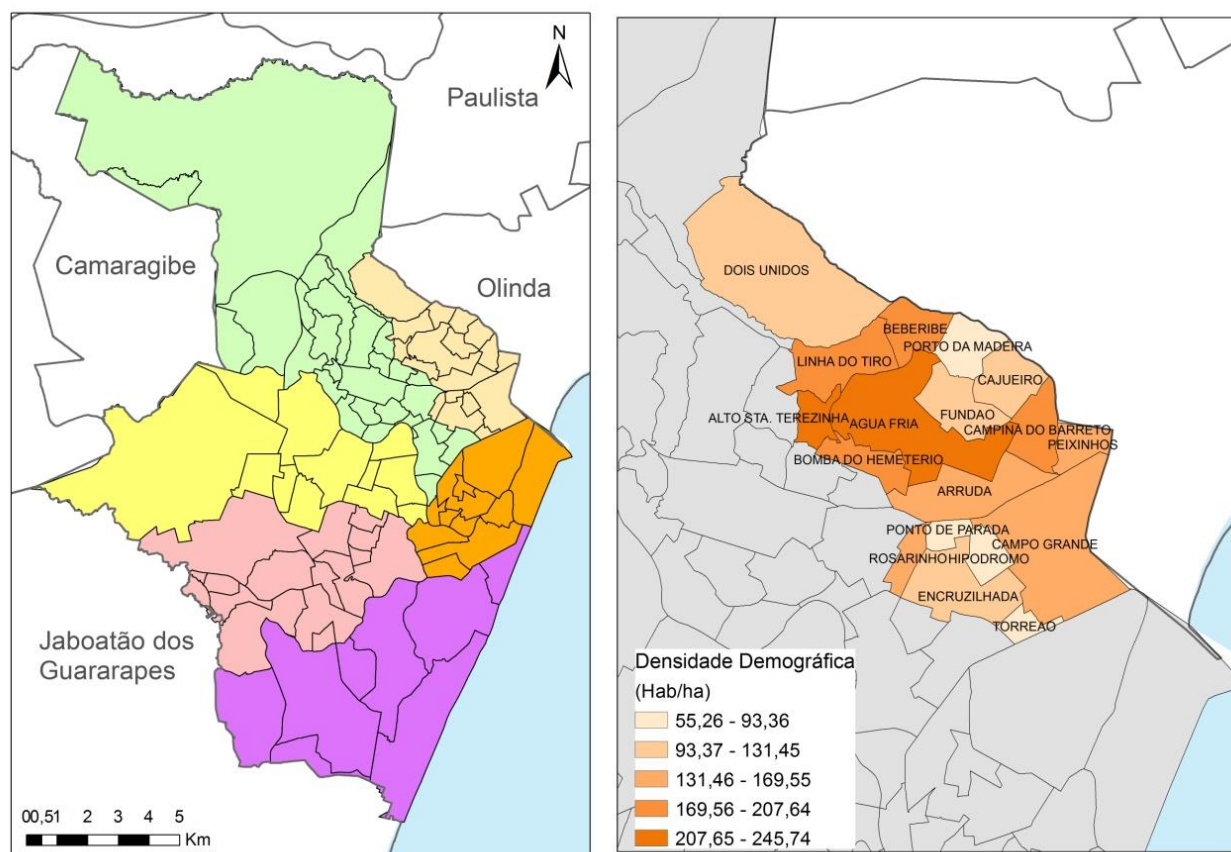 N
Paulista
Camaragibe
Olinda
Jaboatão dos
Guararapes
00,51 2 3 4 5
Km
DOIS UNIDOS
BEBERIBE
PORTO DA MADEIRA
LINHA DO TIRO
CAJUEIRO
ALTO STA. TEREZINHA
AGUA FRIA
FUNDAO
CAMPINA DO BARRETO
PEIXINHOS
BOMBA DO HEMETERIO
ARRUDA
PONTO DE PARADA
CAMPO GRANDE
ROSARINHO
HIPODROMO
ENCRUZILHADA
TORREAO
Densidade Demográfica
(Hab/ha)
55,26 - 93,36
93,37 - 131,45
131,46 - 169,55
169,56 - 207,64
207,65 - 245,74